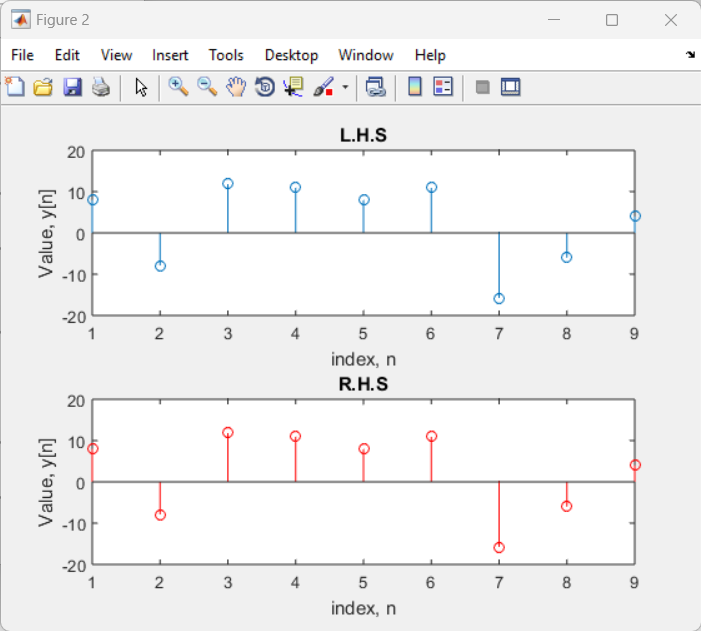 Figure 2
File Edit View Insert Tools Desktop Window Help
L.H.S
20
10
0
-10
-20
Value, y[n]
1 2 3 4 5 6 7 8 9
index, n
R.H.S
20
10
0
-10
-20
Value, y[n]
1 2 3 4 5 6 7 8 9
index, n